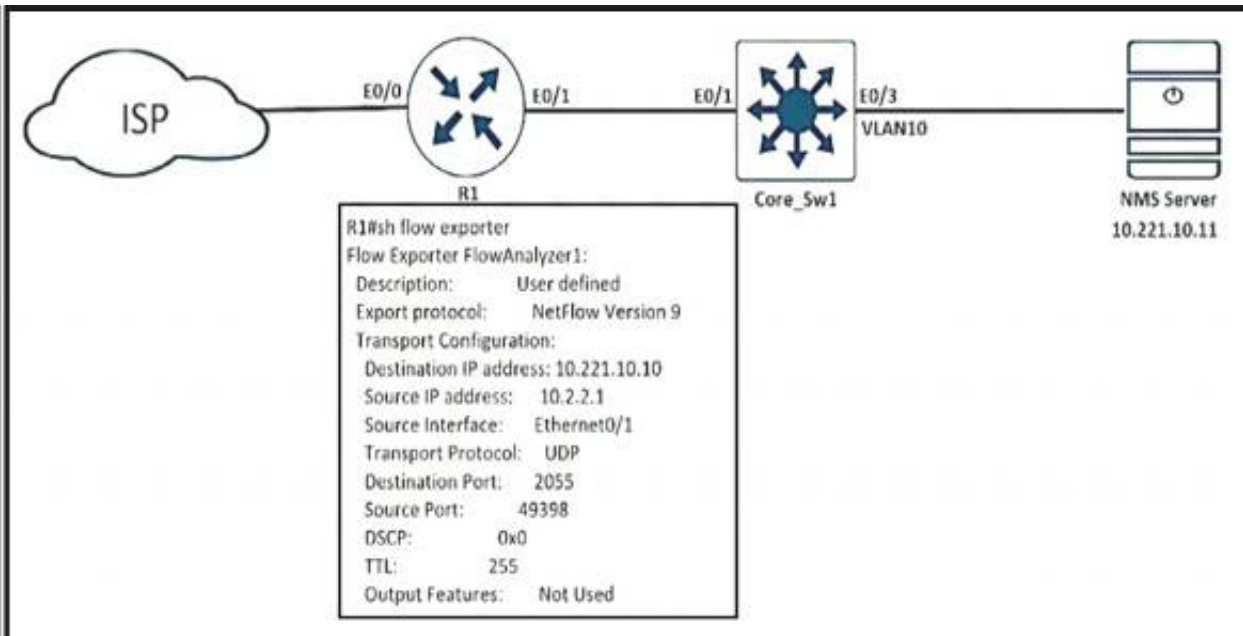 ISP
E0/0
E0/1
E0/1
E0/3
VLAN10
R1
Core_Sw1
NMS Server
10.221.10.11
R1#sh flow exporter
Flow Exporter FlowAnalyzer1:
Description: User defined
Export protocol: NetFlow Version 9
Transport Configuration:
Destination IP address: 10.221.10.10
Source IP address: 10.2.2.1
Source Interface: Ethernet0/1
Transport Protocol: UDP
Destination Port: 2055
Source Port: 49398
DSCP: 0x0
TTL: 255
Output Features: Not Used